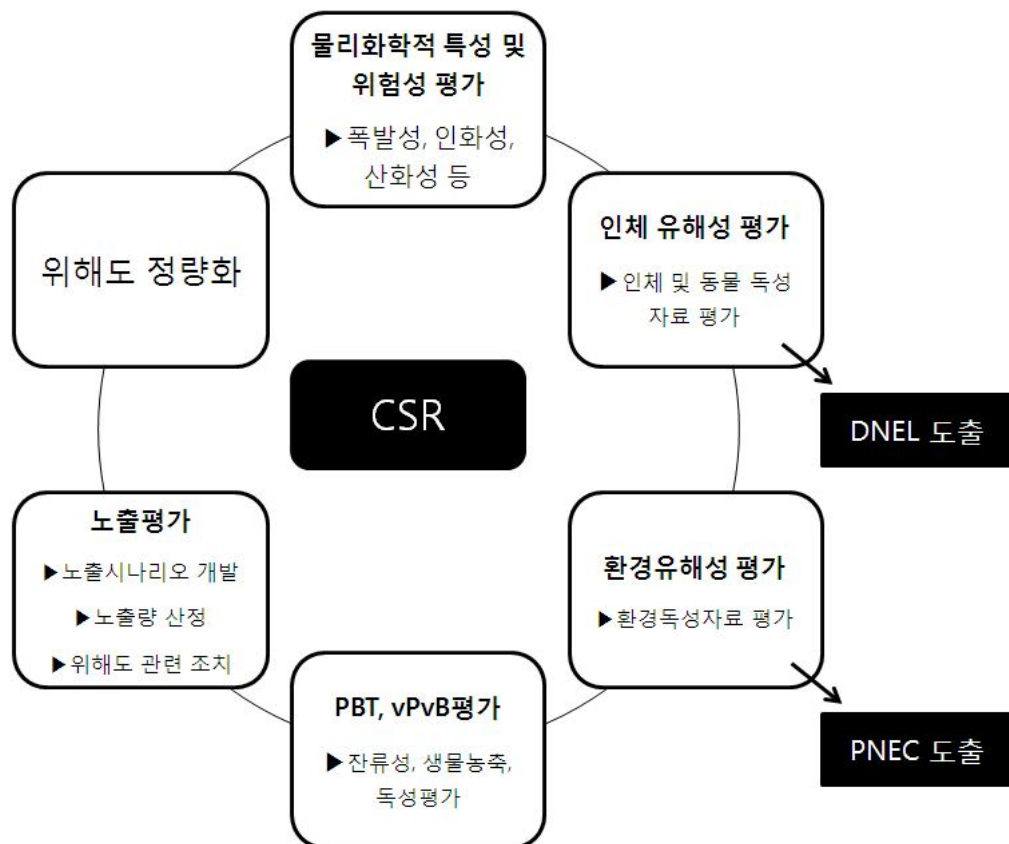 물리화학적 특성 및
위험성 평가
▶폭발성, 인화성,
산화성 등
인체 유해성 평가
▶인체 및 동물 독성
자료 평가
DNEL 도출
환경유해성 평가
▶환경독성자료 평가
PNEC 도출
PBT, vPvB평가
▶잔류성, 생물농축,
독성평가
노출평가
▶노출시나리오 개발
▶노출량 산정
▶위해도 관련 조치
위해도 정량화
CSR